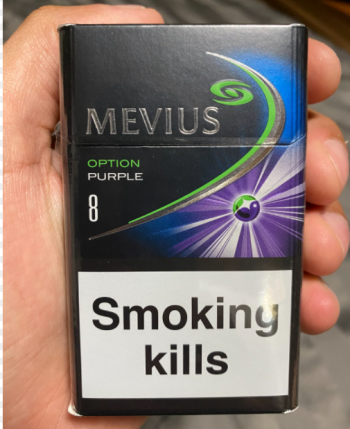 MEVIUS
OPTION
PURPLE
8
Smoking
kills